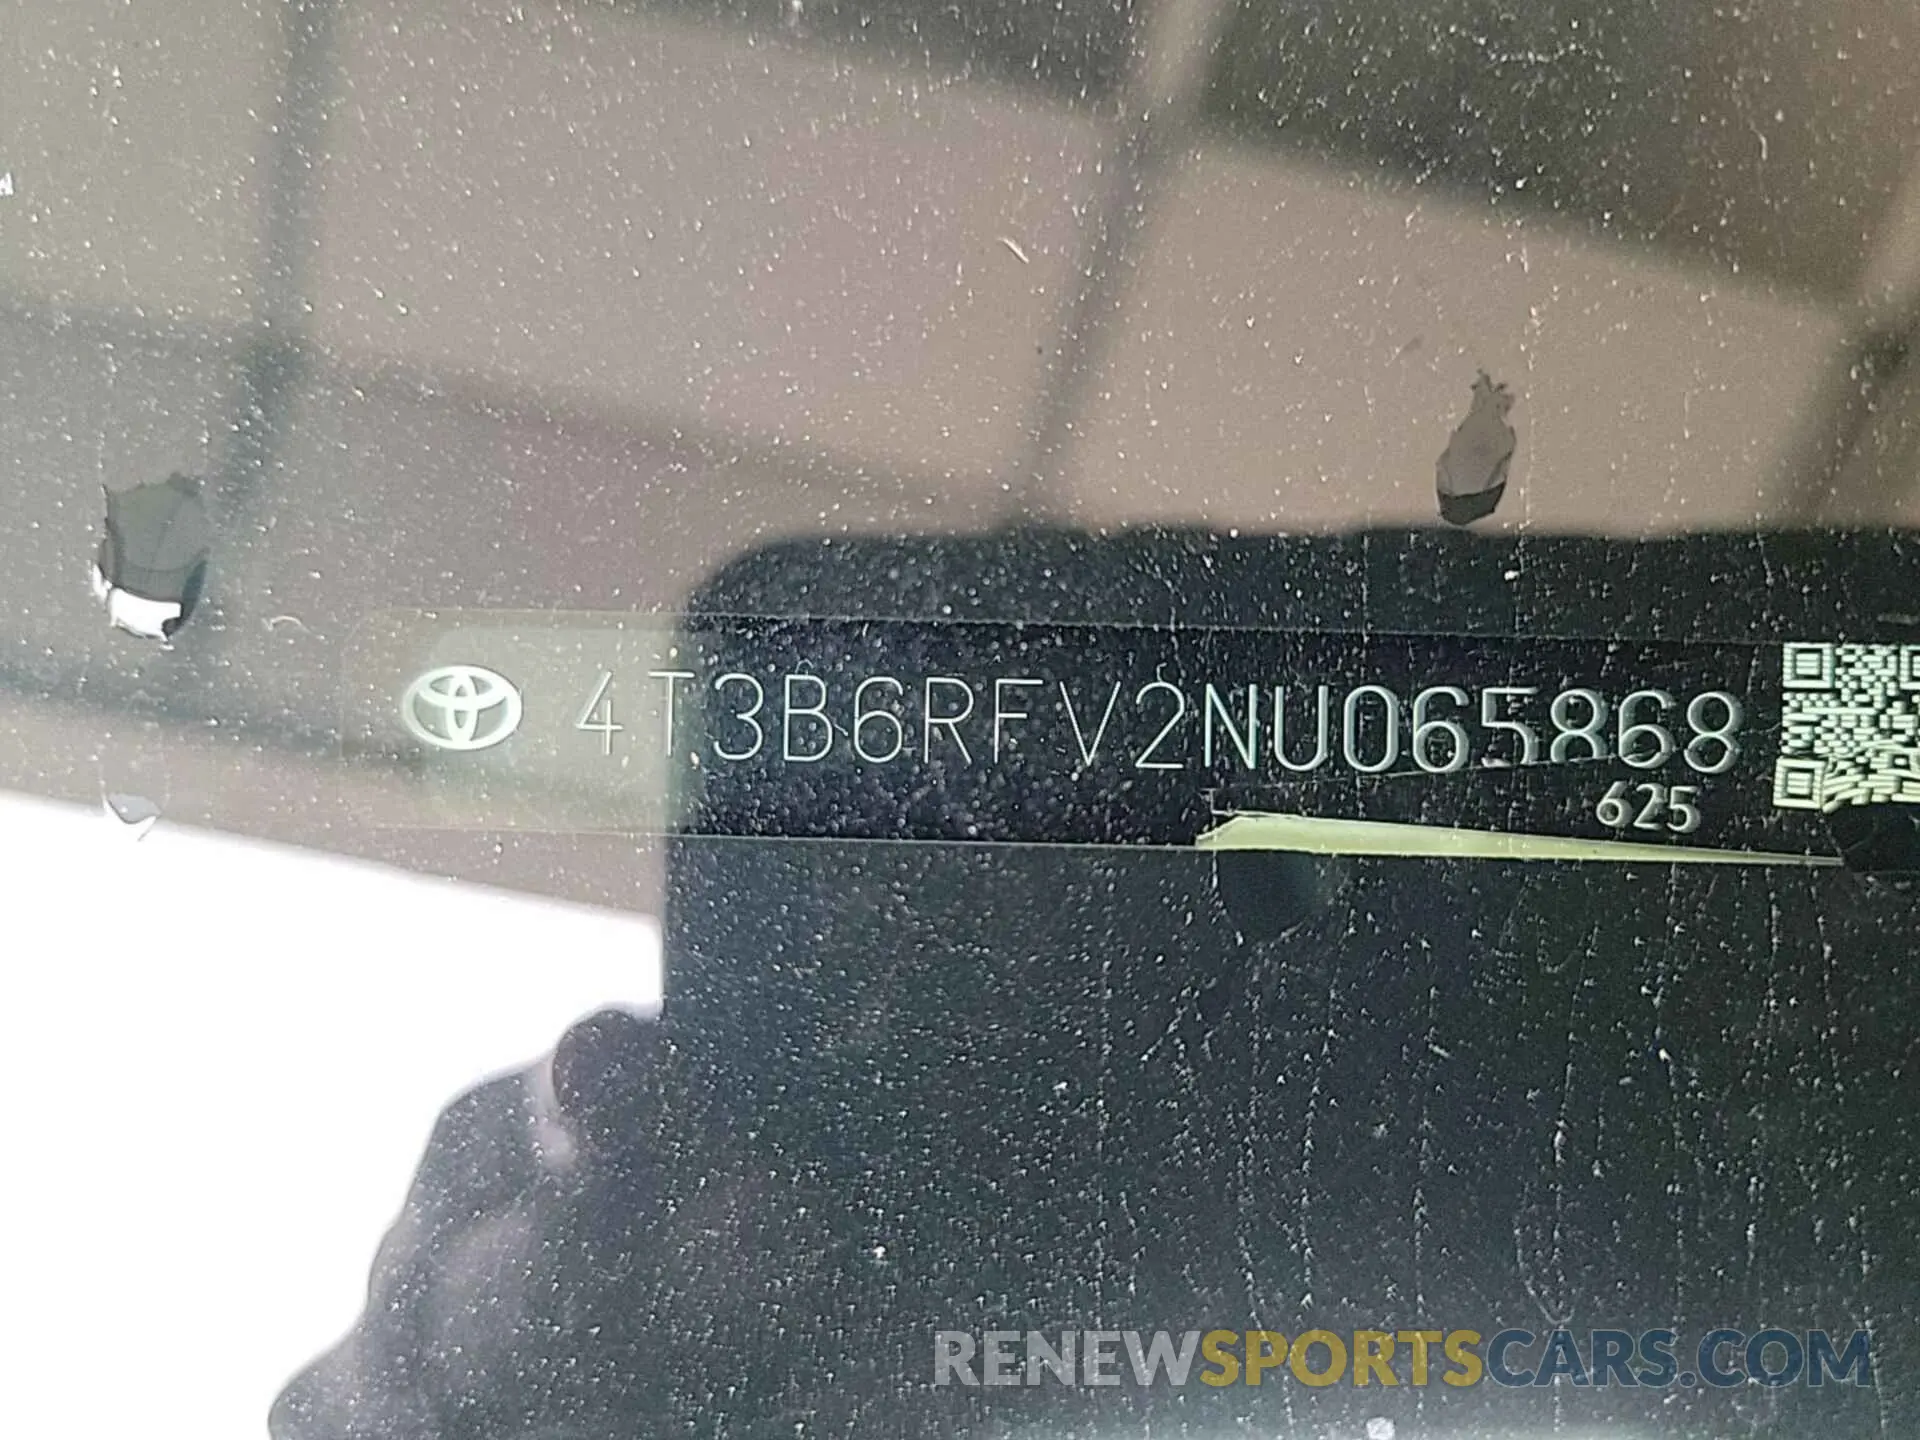 4T3B6RFV2NU065868
625
RENEWSPORTSCARS.COM